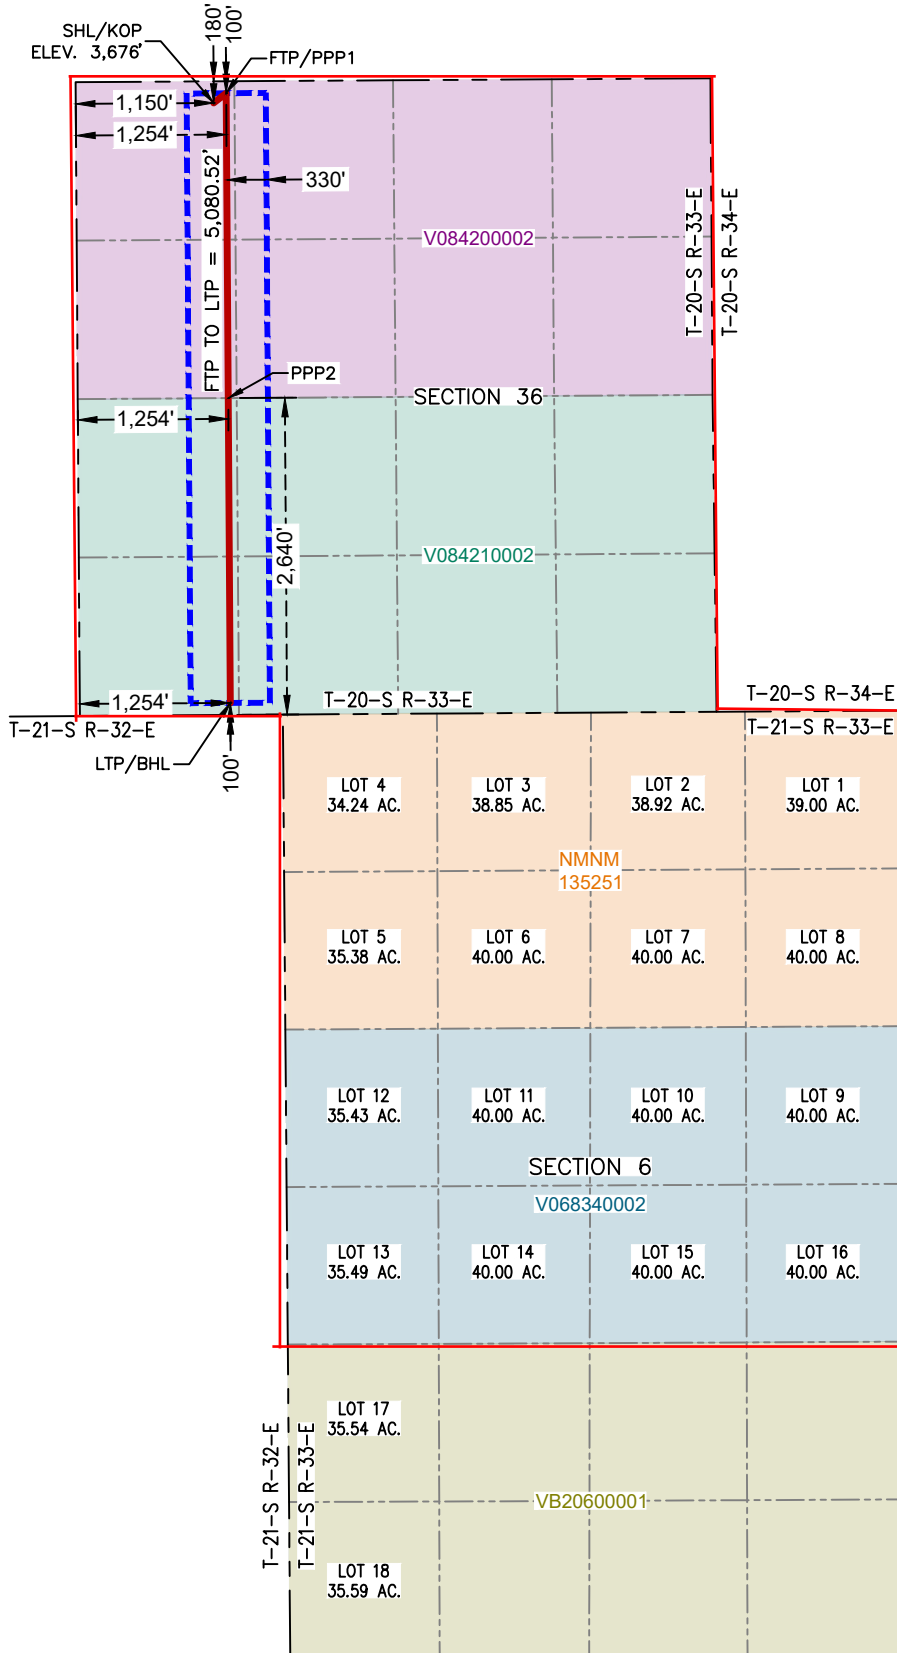 180'
100'
SHL/KOP
ELEV. 3,676'
FTP/PPP1
1,150'
1,254'
330'
FTP TO LTP = 5,080.52'
V084200002
T-20-S R-33-E
T-20-S R-34-E
PPP2
SECTION 36
1,254'
2,640'
V084210002
1,254'
T-20-S R-33-E
T-20-S R-34-E
T-21-S R-32-E
T-21-S R-33-E
LTP/BHL
100'
LOT 4
34.24 AC.
LOT 3
38.85 AC.
LOT 2
38.92 AC.
LOT 1
39.00 AC.
NMNM
135251
LOT 5
35.38 AC.
LOT 6
40.00 AC.
LOT 7
40.00 AC.
LOT 8
40.00 AC.
LOT 12
35.43 AC.
LOT 11
40.00 AC.
LOT 10
40.00 AC.
LOT 9
40.00 AC.
SECTION 6
V068340002
LOT 13
35.49 AC.
LOT 14
40.00 AC.
LOT 15
40.00 AC.
LOT 16
40.00 AC.
LOT 17
35.54 AC.
T-21-S R-32-E
T-21-S R-33-E
VB20600001
LOT 18
35.59 AC.